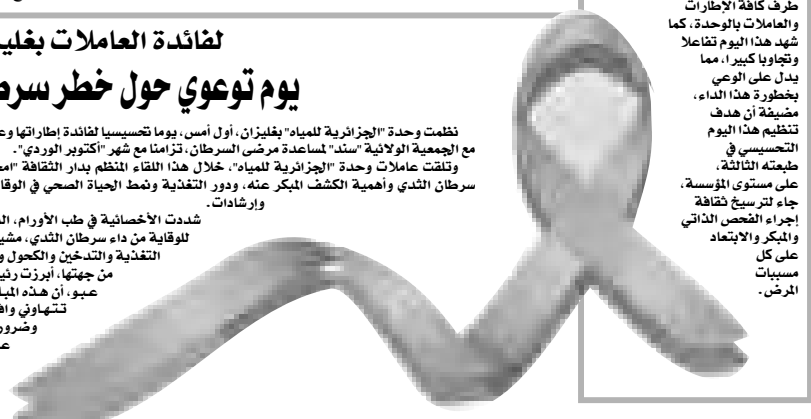 لفائدة العاملات بغليز
يوم توعوي حول خطر سرط
نظمت وحدة "الجزائرية للمياه" بغليزان، أول أمس، يوما تحسيسيا لفائدة إطاراتها وع
مع الجمعية الولائية "سند" لمساعدة مرضى السرطان، تزامنا مع شهر "أكتوبر الوردي".
وتلقت عاملات وحدة "الجزائرية للمياه"، خلال هذا اللقاء المنظم بدار الثقافة "امح
سرطان الثدي وأهمية الكشف المبكر عنه، ودور التغذية ونمط الحياة الصحي في الوقا
وإرشادات.
شددت الأخصائية في طب الأورام، ال
للوقاية من داء سرطان الثدي، مشي
التغذية والتدخين والكحول و
من جهتها، أبرزت رئي
عبو، أن هذه المبا
تتهاوني واف
وضرور
ع
طرف كافة الإطارات
والعاملات بالوحدة، كما
شهد هذا اليوم تفاعلا
وتجاوبا كبيرا، مما
يدل على الوعي
بخطورة هذا الداء،
مضيفة أن هدف
تنظيم هذا اليوم
التحسيسي في
طبعته الثالثة،
على مستوى المؤسسة،
جاء لترسيخ ثقافة
إجراء الفحص الذاتي
والمبكر والابتعاد
على كل
مسببات
المرض.